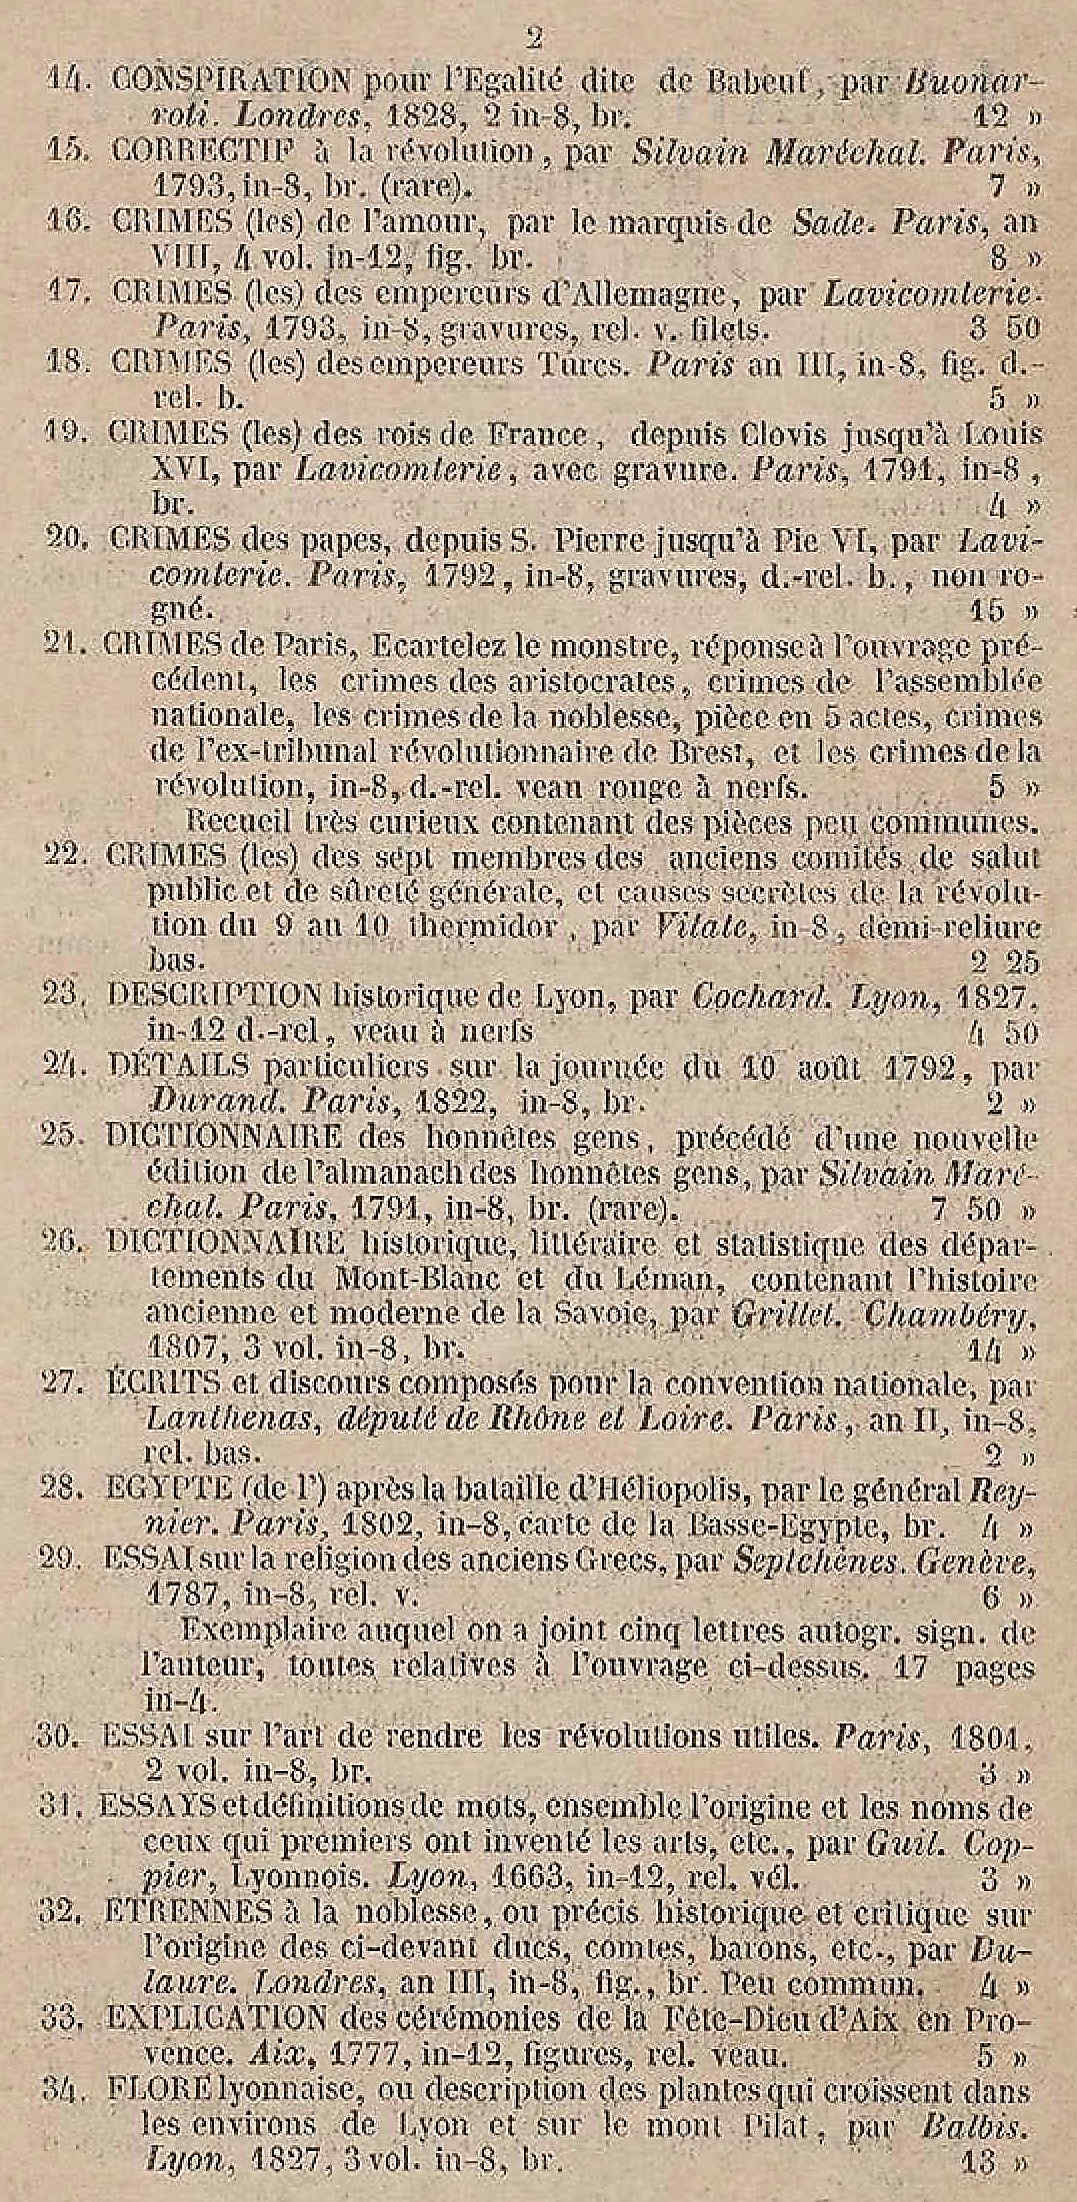 2
14. CONSPIRATION pour l'Egalité dite de Babeuf, par Buonar-
roti. Londres, 1828, 2 in-8, br. 12 »
15. CORRECTIF à la révolution, par Silvain Maréchal. Paris,
1793, in-8, br. (rare). 7 »
16. CRIMES (les) de l'amour, par le marquis de Sade. Paris, an
VIII, 4 vol. in-12, fig. br. 8 »
17. CRIMES (les) des empereurs d'Allemagne, par Lavicomterie.
Paris, 1793, in-8, gravures, rel. v. filets. 3 50
18. CRIMES (les) des empereurs Turcs. Paris an III, in-8, fig. d.-
rel. b. 5 »
19. CRIMES (les) des rois de France, depuis Clovis jusqu'à Louis
XVI, par Lavicomterie, avec gravure. Paris, 1791, in-8,
br. 4 »
20. CRIMES des papes, depuis S. Pierre jusqu'à Pie VI, par Lavi-
comterie. Paris, 1792, in-8, gravures, d.-rel. b., non ro-
gné. 15 »
21. CRIMES de Paris, Ecartelez le monstre, réponse à l'ouvrage pré-
cédent, les crimes des aristocrates, crimes de l'assemblée
nationale, les crimes de la noblesse, pièce en 5 actes, crimes
de l'ex-tribunal révolutionnaire de Brest, et les crimes de la
révolution, in-8, d.-rel. veau rouge à nerfs. 5 »
Recueil très curieux contenant des pièces peu communes.
22. CRIMES (les) des sept membres des anciens comités de salut
public et de sûreté générale, et causes secrètes de la révolu-
tion du 9 au 10 thermidor, par Vilate, in-8, demi-reliure
bas. 2 25
23. DESCRIPTION historique de Lyon, par Cochard. Lyon, 1827,
in-12 d.-rel, veau à nerfs 4 50
24. DÉTAILS particuliers sur la journée du 10 août 1792, par
Durand. Paris, 1822, in-8, br. 2 »
25. DICTIONNAIRE des honnêtes gens, précédé d'une nouvelle
édition de l'almanach des honnêtes gens, par Silvain Maré-
chal. Paris, 1791, in-8, br. (rare). 7 50 »
26. DICTIONNAIRE historique, littéraire et statistique des dépar-
tements du Mont-Blanc et du Léman, contenant l'histoire
ancienne et moderne de la Savoie, par Grillet. Chambéry,
1807, 3 vol. in-8, br. 14 »
27. ÉCRITS et discours composés pour la convention nationale, par
Lanthenas, député de Rhône et Loire. Paris, an II, in-8,
rel. bas. 2 »
28. EGYPTE (de l') après la bataille d'Héliopolis, par le général Rey-
nier. Paris, 1802, in-8, carte de la Basse-Egypte, br. 4 »
29. ESSAI sur la religion des anciens Grecs, par Septchênes. Genève,
1787, in-8, rel. v. 6 »
Exemplaire auquel on a joint cinq lettres autogr. sign. de
l'auteur, toutes relatives à l'ouvrage ci-dessus. 17 pages
in-4.
30. ESSAI sur l'art de rendre les révolutions utiles. Paris, 1801,
2 vol. in-8, br. 3 »
31. ESSAYS et définitions de mots, ensemble l'origine et les noms de
ceux qui premiers ont inventé les arts, etc., par Guil. Cop-
pier, Lyonnois. Lyon, 1663, in-12, rel. vél. 3 »
32. ETRENNES à la noblesse, ou précis historique et critique sur
l'origine des ci-devant ducs, comtes, barons, etc., par Du-
laure. Londres, an III, in-8, fig., br. Peu commun. 4 »
33. EXPLICATION des cérémonies de la Fête-Dieu d'Aix en Pro-
vence. Aix, 1777, in-12, figures, rel. veau. 5 »
34. FLORE lyonnaise, ou description des plantes qui croissent dans
les environs de Lyon et sur le mont Pilat, par Balbis.
Lyon, 1827, 3 vol. in-8, br. 13 »